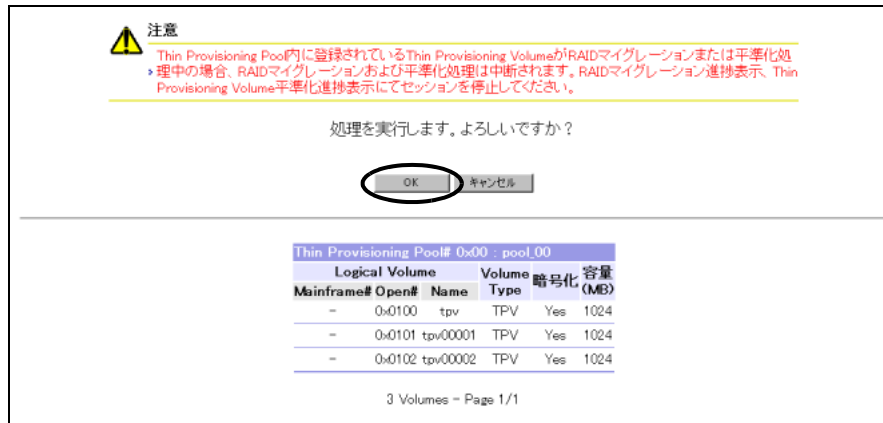 注意
Thin Provisioning Pool内に登録されているThin Provisioning VolumeがRAIDマイグレーションまたは平準化処
理中の場合、RAIDマイグレーションおよび平準化処理は中断されます。RAIDマイグレーション進捗表示、Thin
Provisioning Volume平準化進捗表示にてセッションを停止してください。
処理を実行します。よろしいですか?
OK キャンセル
Thin Provisioning Pool# 0x00 : pool_00
Logical Volume Volume Type 暗号化 容量 (MB)
Mainframe# Open# Name
- 0x0100 tpv TPV Yes 1024
- 0x0101 tpv00001 TPV Yes 1024
- 0x0102 tpv00002 TPV Yes 1024
3 Volumes - Page 1/1